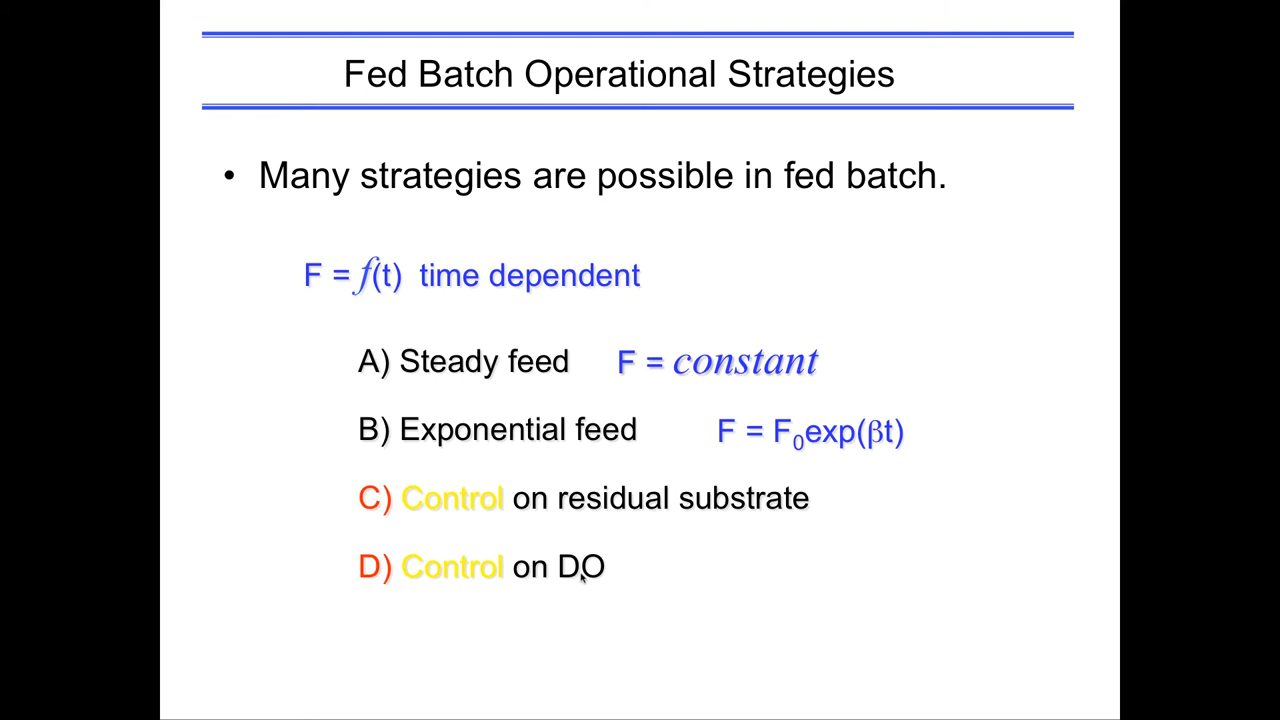 Fed Batch Operational Strategies
• Many strategies are possible in fed batch.
F = f(t) time dependent
A) Steady feed F = constant
B) Exponential feed F = F₀exp(βt)
C) Control on residual substrate
D) Control on DO